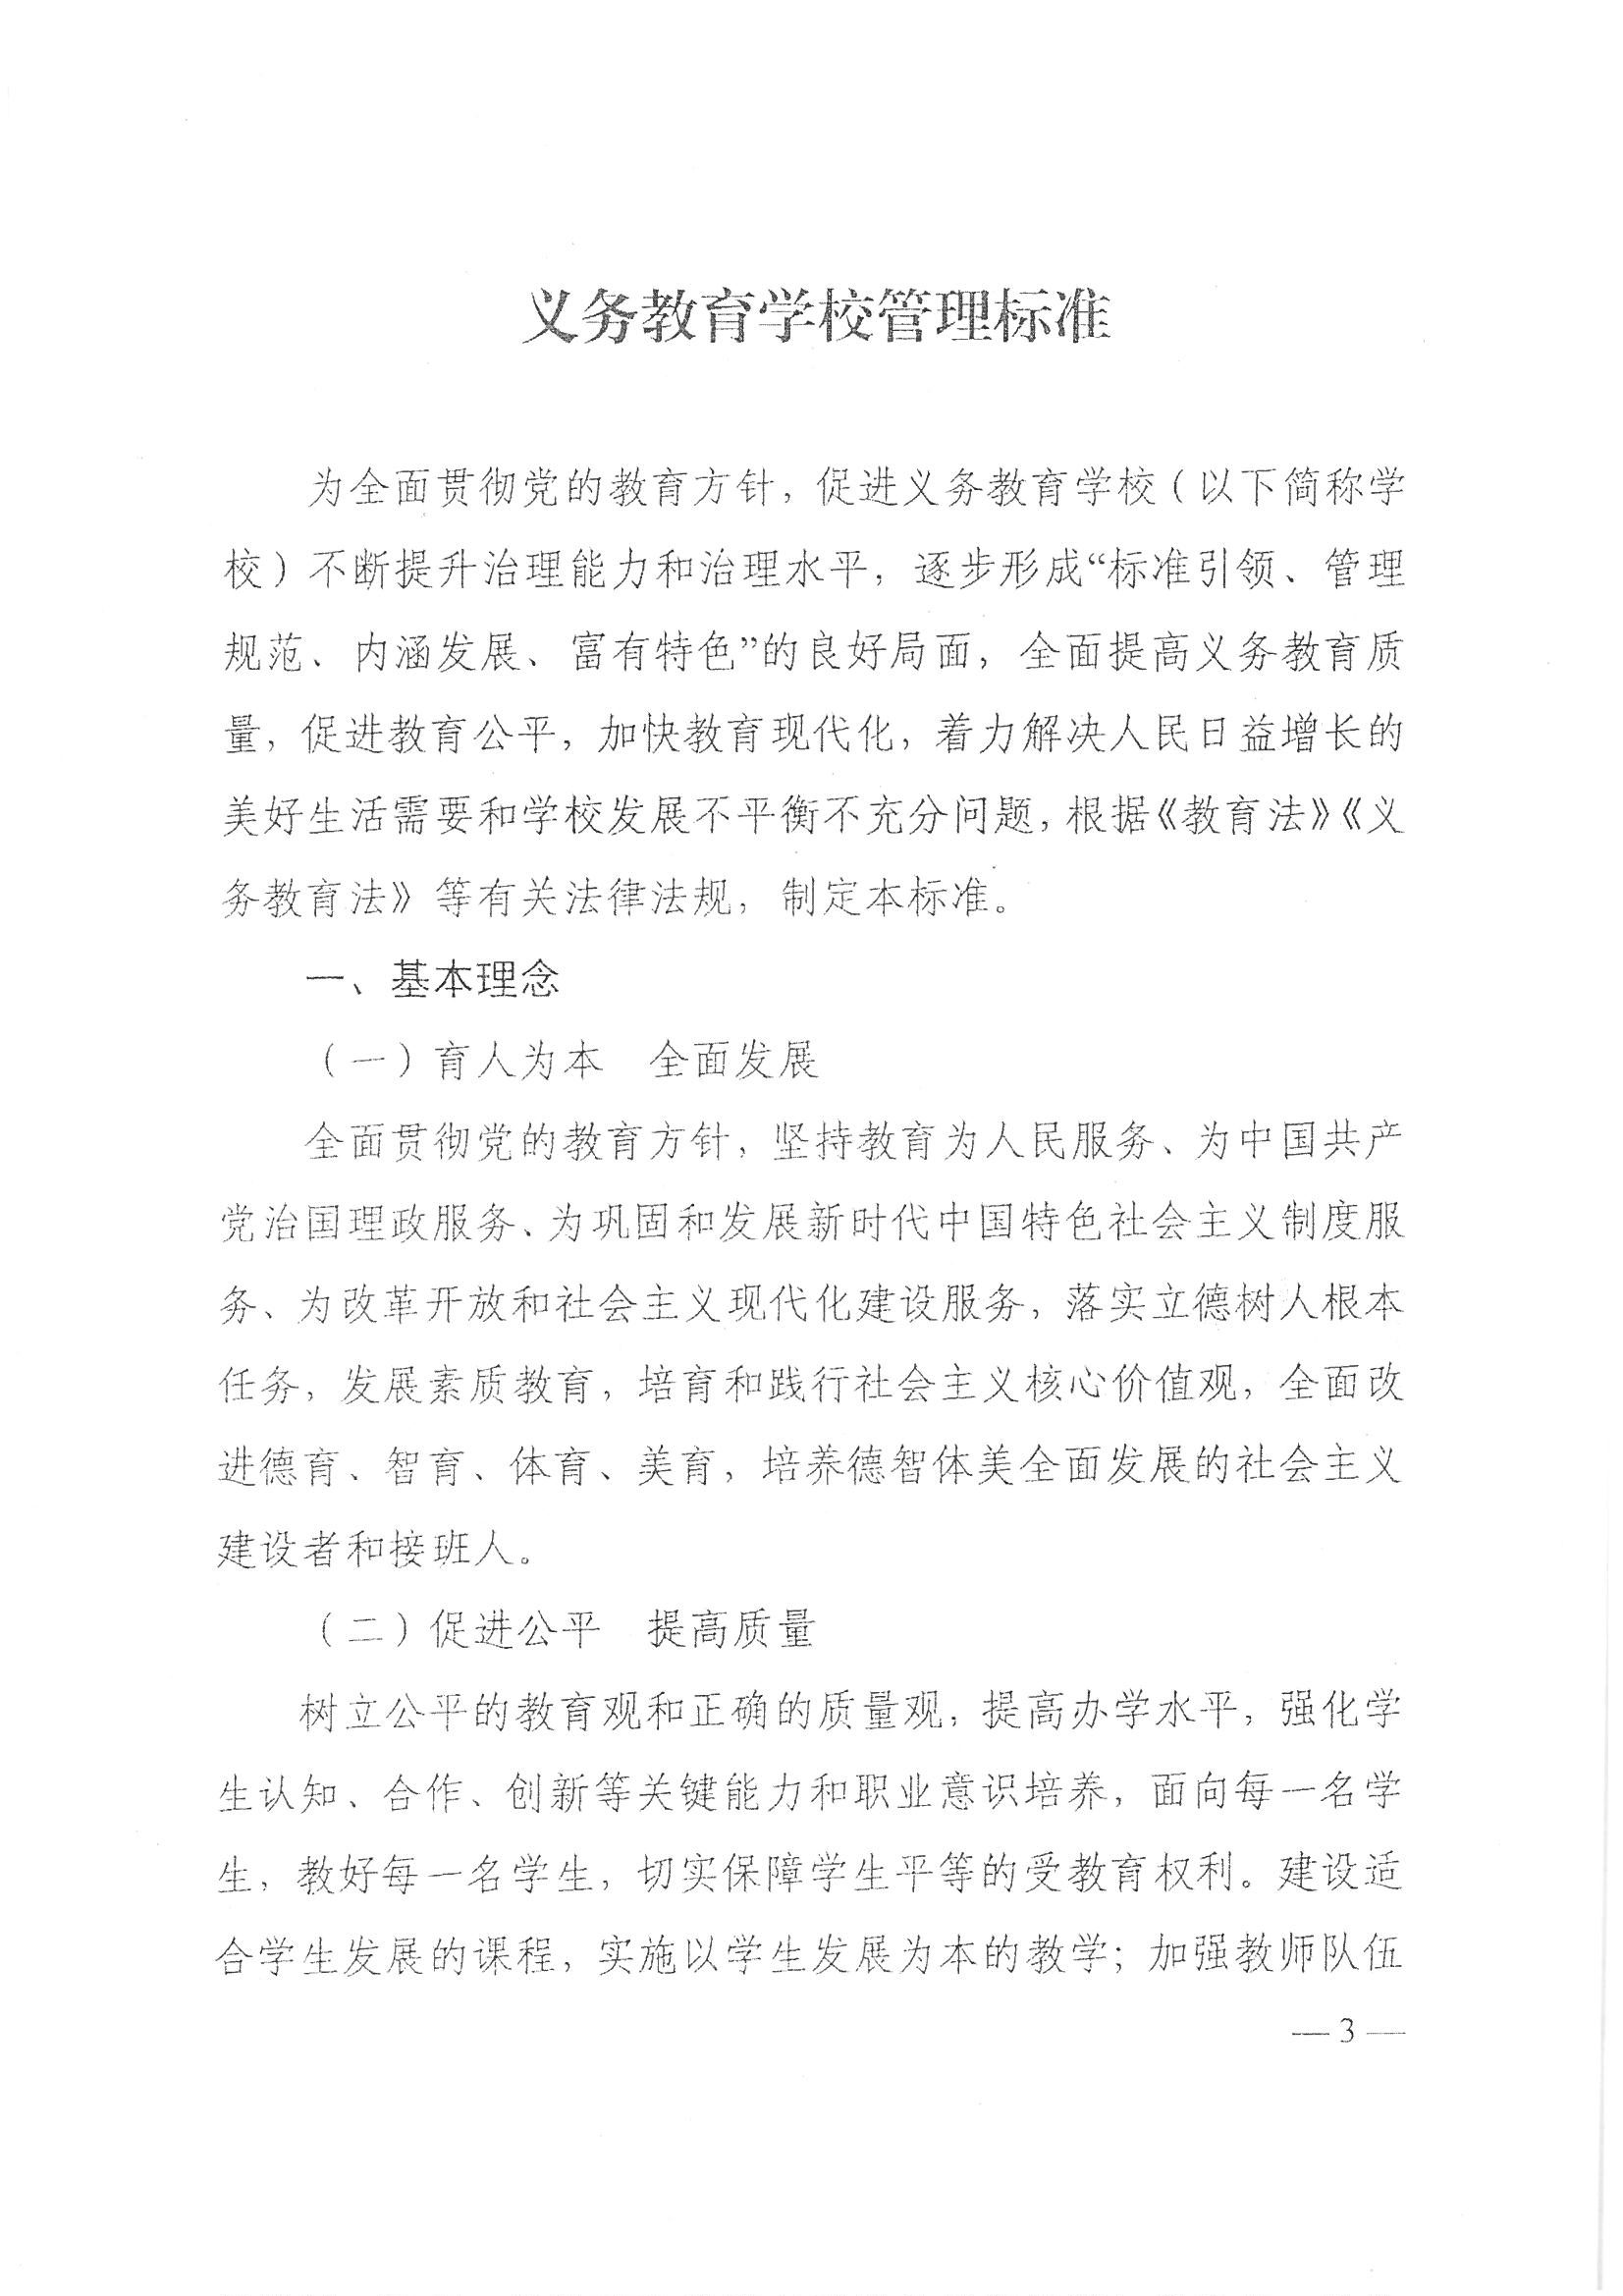 义务教育学校管理标准
为全面贯彻党的教育方针，促进义务教育学校（以下简称学
校）不断提升治理能力和治理水平，逐步形成“标准引领、管理
规范、内涵发展、富有特色”的良好局面，全面提高义务教育质
量，促进教育公平，加快教育现代化，着力解决人民日益增长的
美好生活需要和学校发展不平衡不充分问题，根据《教育法》《义
务教育法》等有关法律法规，制定本标准。
一、基本理念
（一）育人为本　全面发展
全面贯彻党的教育方针，坚持教育为人民服务、为中国共产
党治国理政服务、为巩固和发展新时代中国特色社会主义制度服
务、为改革开放和社会主义现代化建设服务，落实立德树人根本
任务，发展素质教育，培育和践行社会主义核心价值观，全面改
进德育、智育、体育、美育，培养德智体美全面发展的社会主义
建设者和接班人。
（二）促进公平　提高质量
树立公平的教育观和正确的质量观，提高办学水平，强化学
生认知、合作、创新等关键能力和职业意识培养，面向每一名学
生，教好每一名学生，切实保障学生平等的受教育权利。建设适
合学生发展的课程，实施以学生发展为本的教学；加强教师队伍
— 3 —